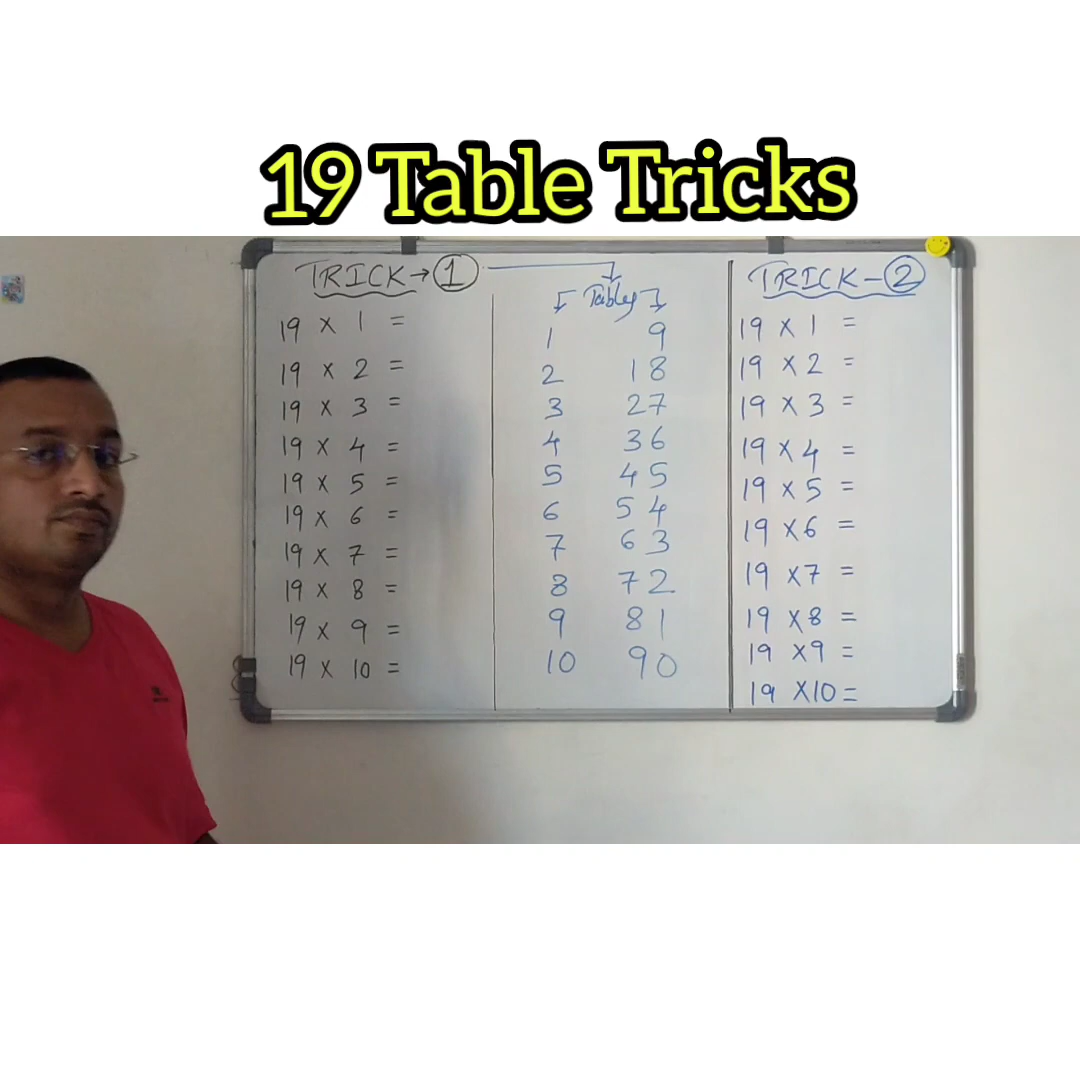 19 Table Tricks
TRICK → 1
19 x 1 =
19 x 2 =
19 x 3 =
19 x 4 =
19 x 5 =
19 x 6 =
19 x 7 =
19 x 8 =
19 x 9 =
19 x 10 =
Tables
1 9
2 18
3 27
4 36
5 45
6 54
7 63
8 72
9 81
10 90
TRICK - 2
19 x 1 =
19 x 2 =
19 x 3 =
19 x 4 =
19 x 5 =
19 x 6 =
19 x 7 =
19 x 8 =
19 x 9 =
19 x 10 =